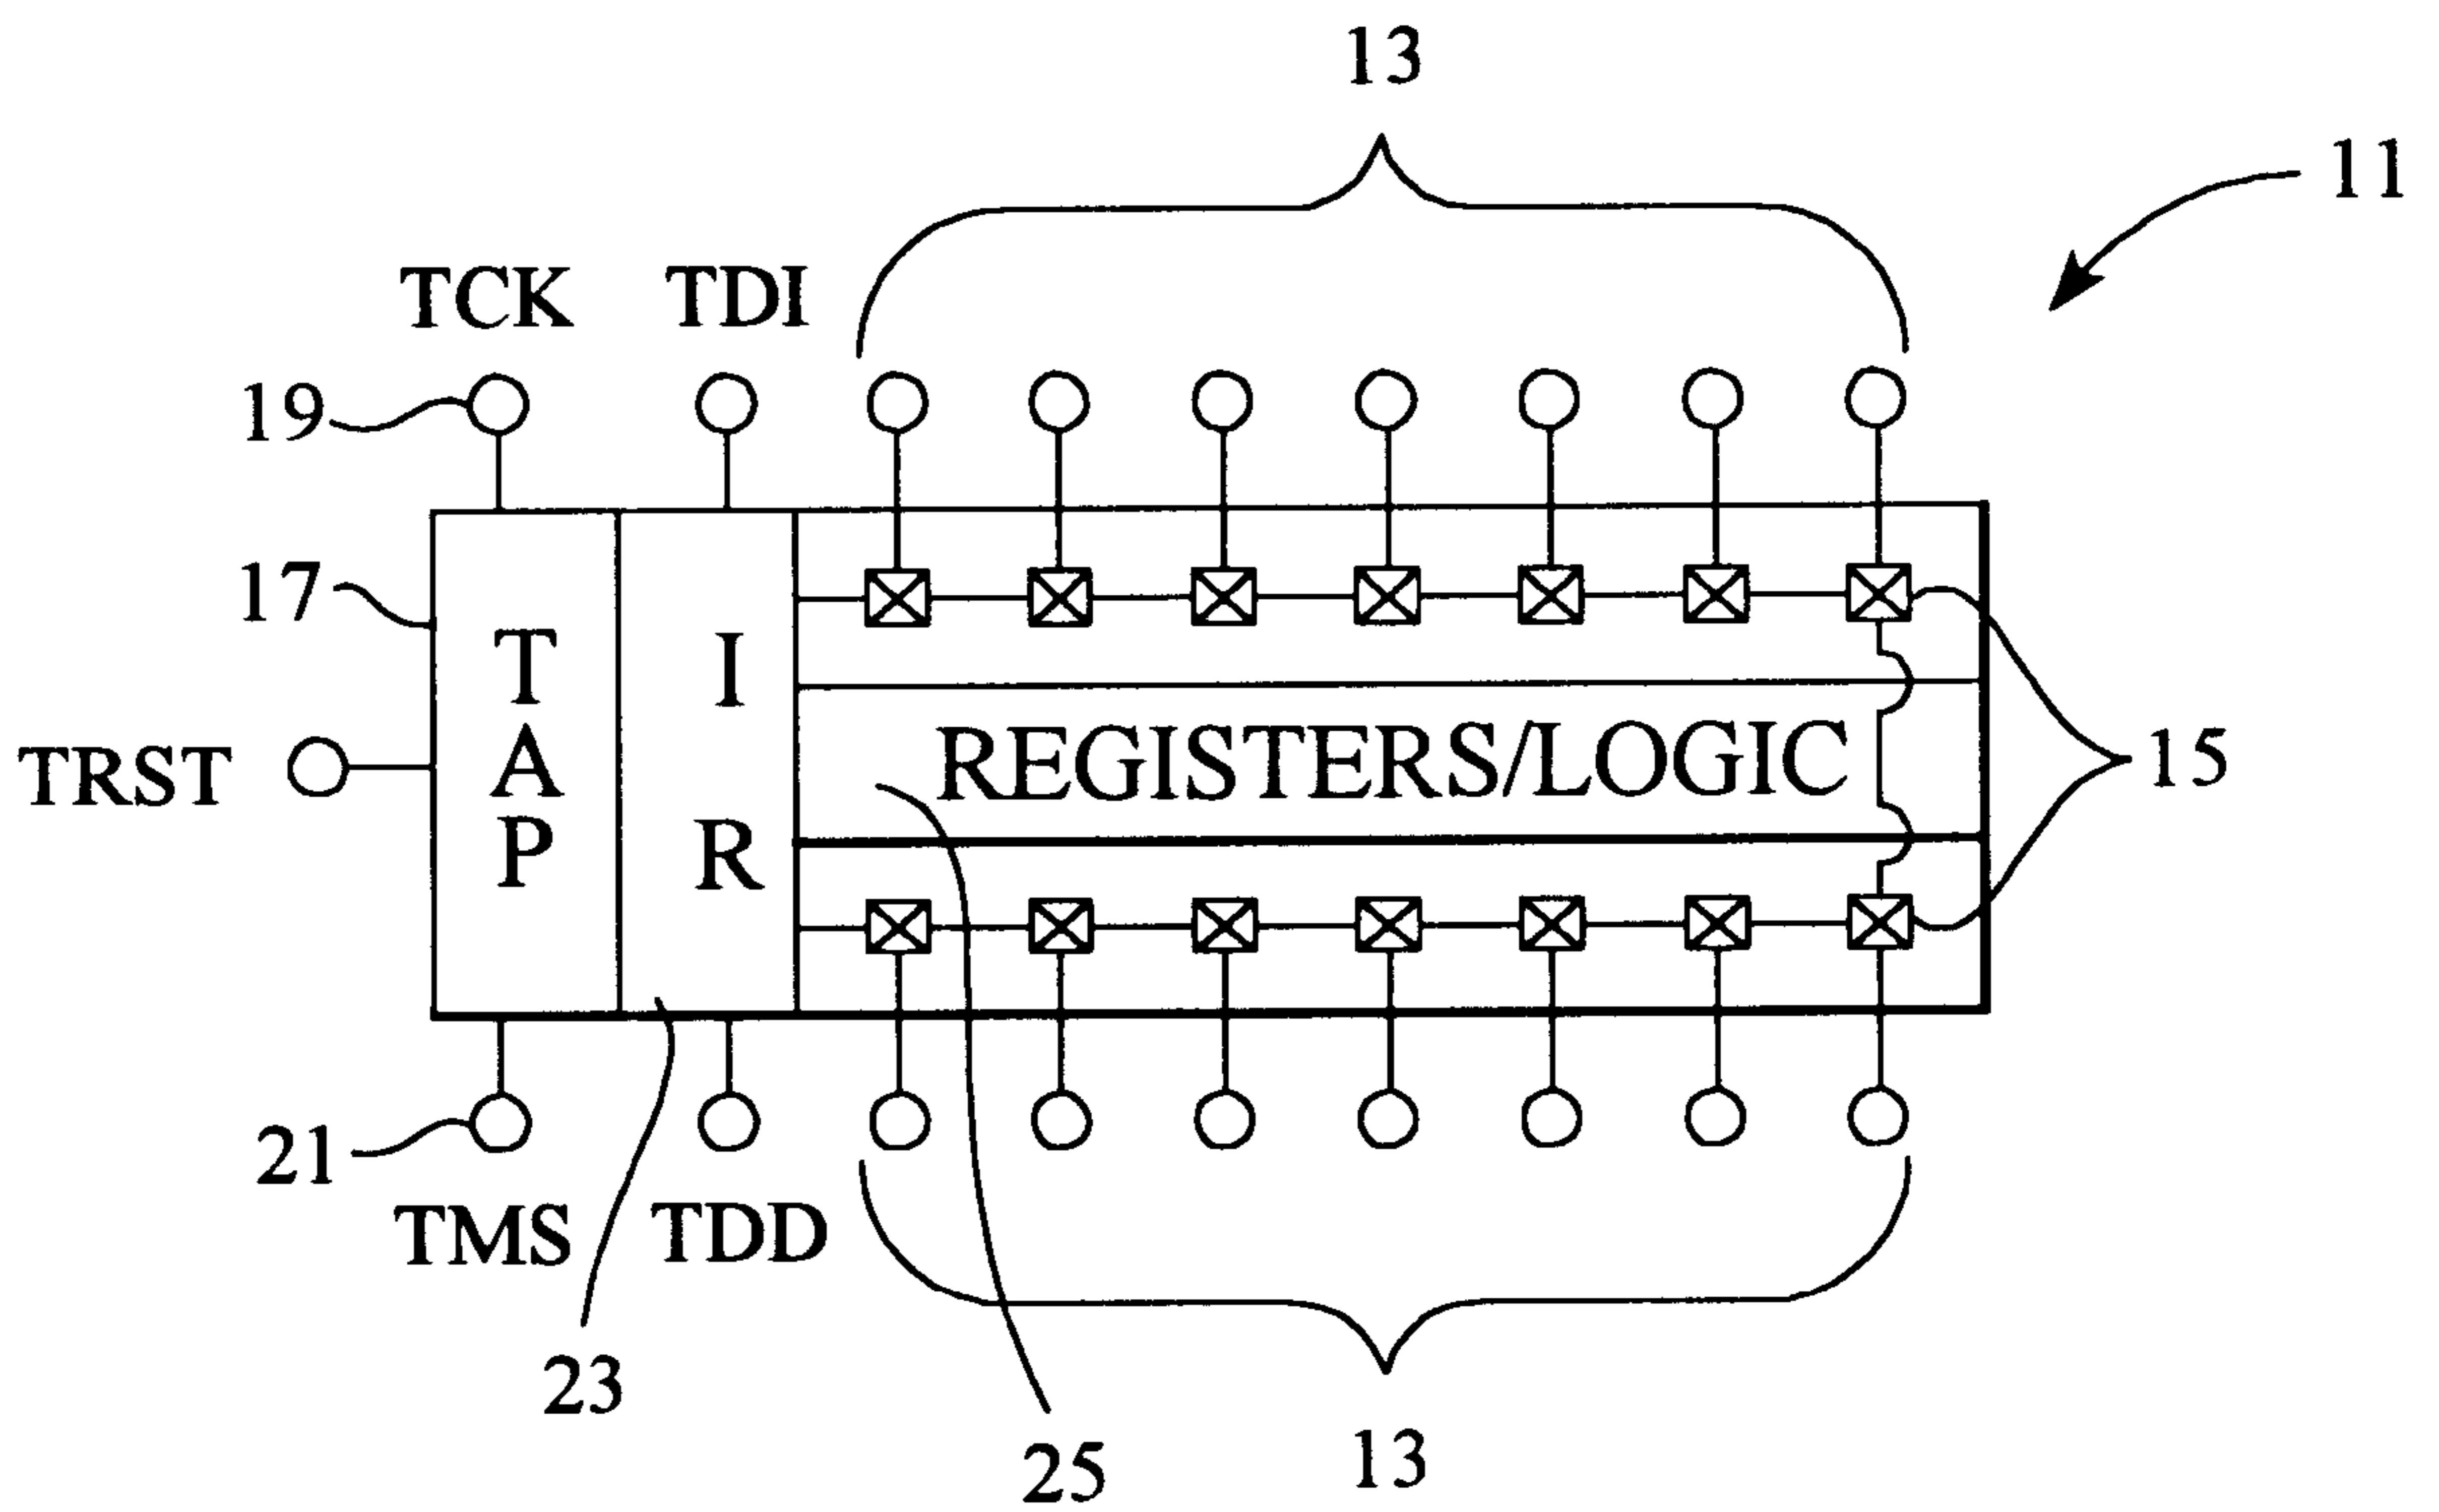 13
11
TCK
TDI
19
17
T
A
P
I
R
REGISTERS/LOGIC
TRST
15
21
TMS
TDD
23
25
13